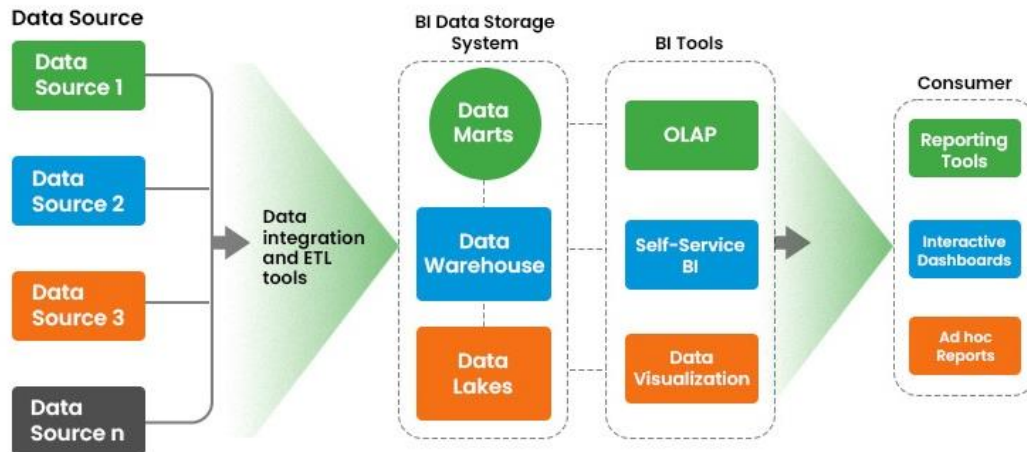 Data Source
Data
Source 1
Data
Source 2
Data
Source 3
Data
Source n
Data
integration
and ETL
tools
BI Data Storage
System
Data
Marts
Data
Warehouse
Data
Lakes
BI Tools
OLAP
Self-Service
BI
Data
Visualization
Consumer
Reporting
Tools
Interactive
Dashboards
Ad hoc
Reports